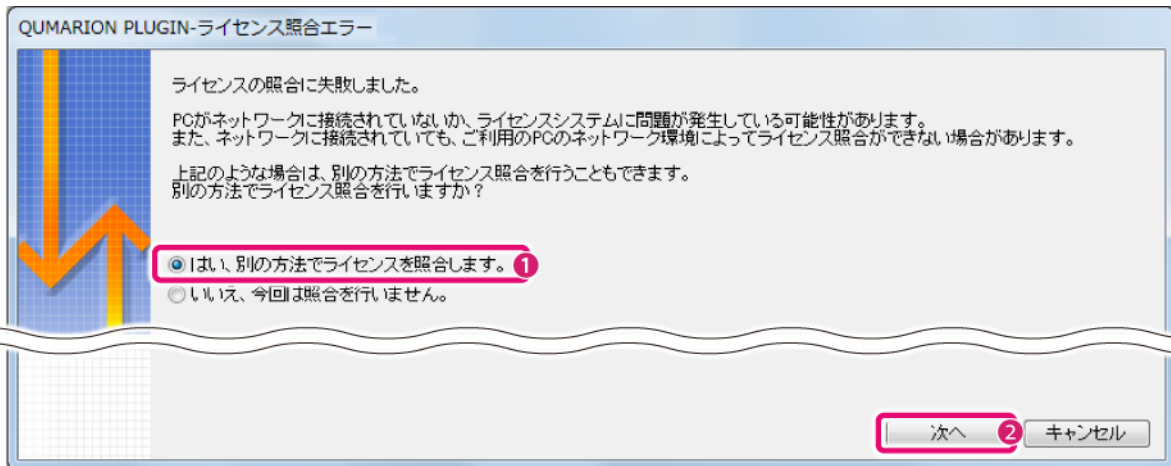 QUMARION PLUGIN-ライセンス照合エラー
ライセンスの照合に失敗しました。
PCがネットワークに接続されていないか、ライセンスシステムに問題が発生している可能性があります。
また、ネットワークに接続されていても、ご利用のPCのネットワーク環境によってライセンス照合ができない場合があります。
上記のような場合は、別の方法でライセンス照合を行うこともできます。
別の方法でライセンス照合を行いますか？
はい、別の方法でライセンスを照合します。 1
いいえ、今回は照合を行いません。
次へ 2 キャンセル